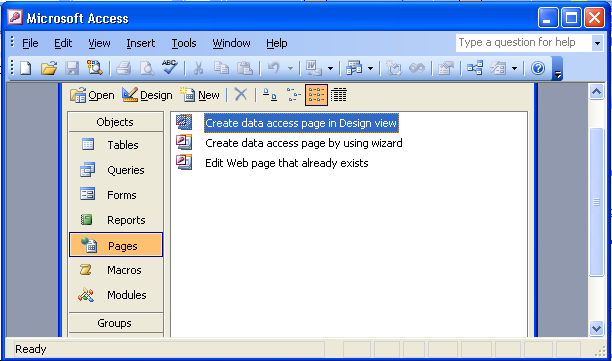 Microsoft Access
File Edit View Insert Tools Window Help Type a question for help
Open Design New
Objects
Tables
Queries
Forms
Reports
Pages
Macros
Modules
Groups
Create data access page in Design view
Create data access page by using wizard
Edit Web page that already exists
Ready